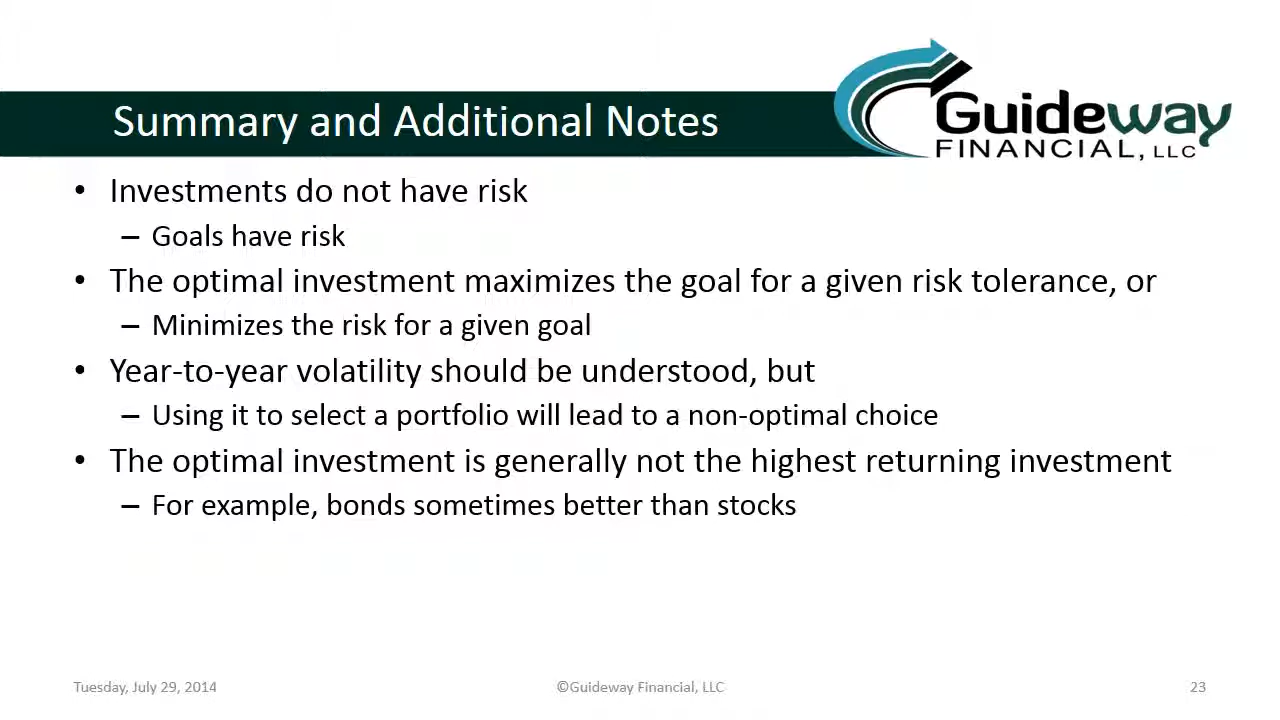 Guideway
FINANCIAL, LLC
Summary and Additional Notes
• Investments do not have risk
– Goals have risk
• The optimal investment maximizes the goal for a given risk tolerance, or
– Minimizes the risk for a given goal
• Year-to-year volatility should be understood, but
– Using it to select a portfolio will lead to a non-optimal choice
• The optimal investment is generally not the highest returning investment
– For example, bonds sometimes better than stocks
Tuesday, July 29, 2014
©Guideway Financial, LLC
23